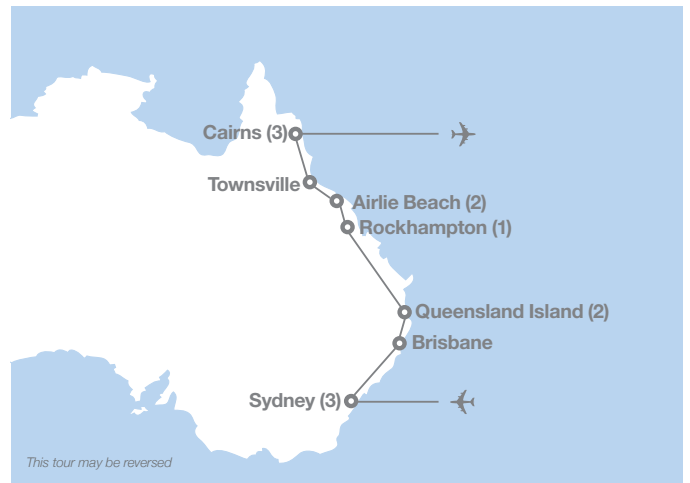 Cairns (3)
Townsville
Airlie Beach (2)
Rockhampton (1)
Queensland Island (2)
Brisbane
Sydney (3)
This tour may be reversed